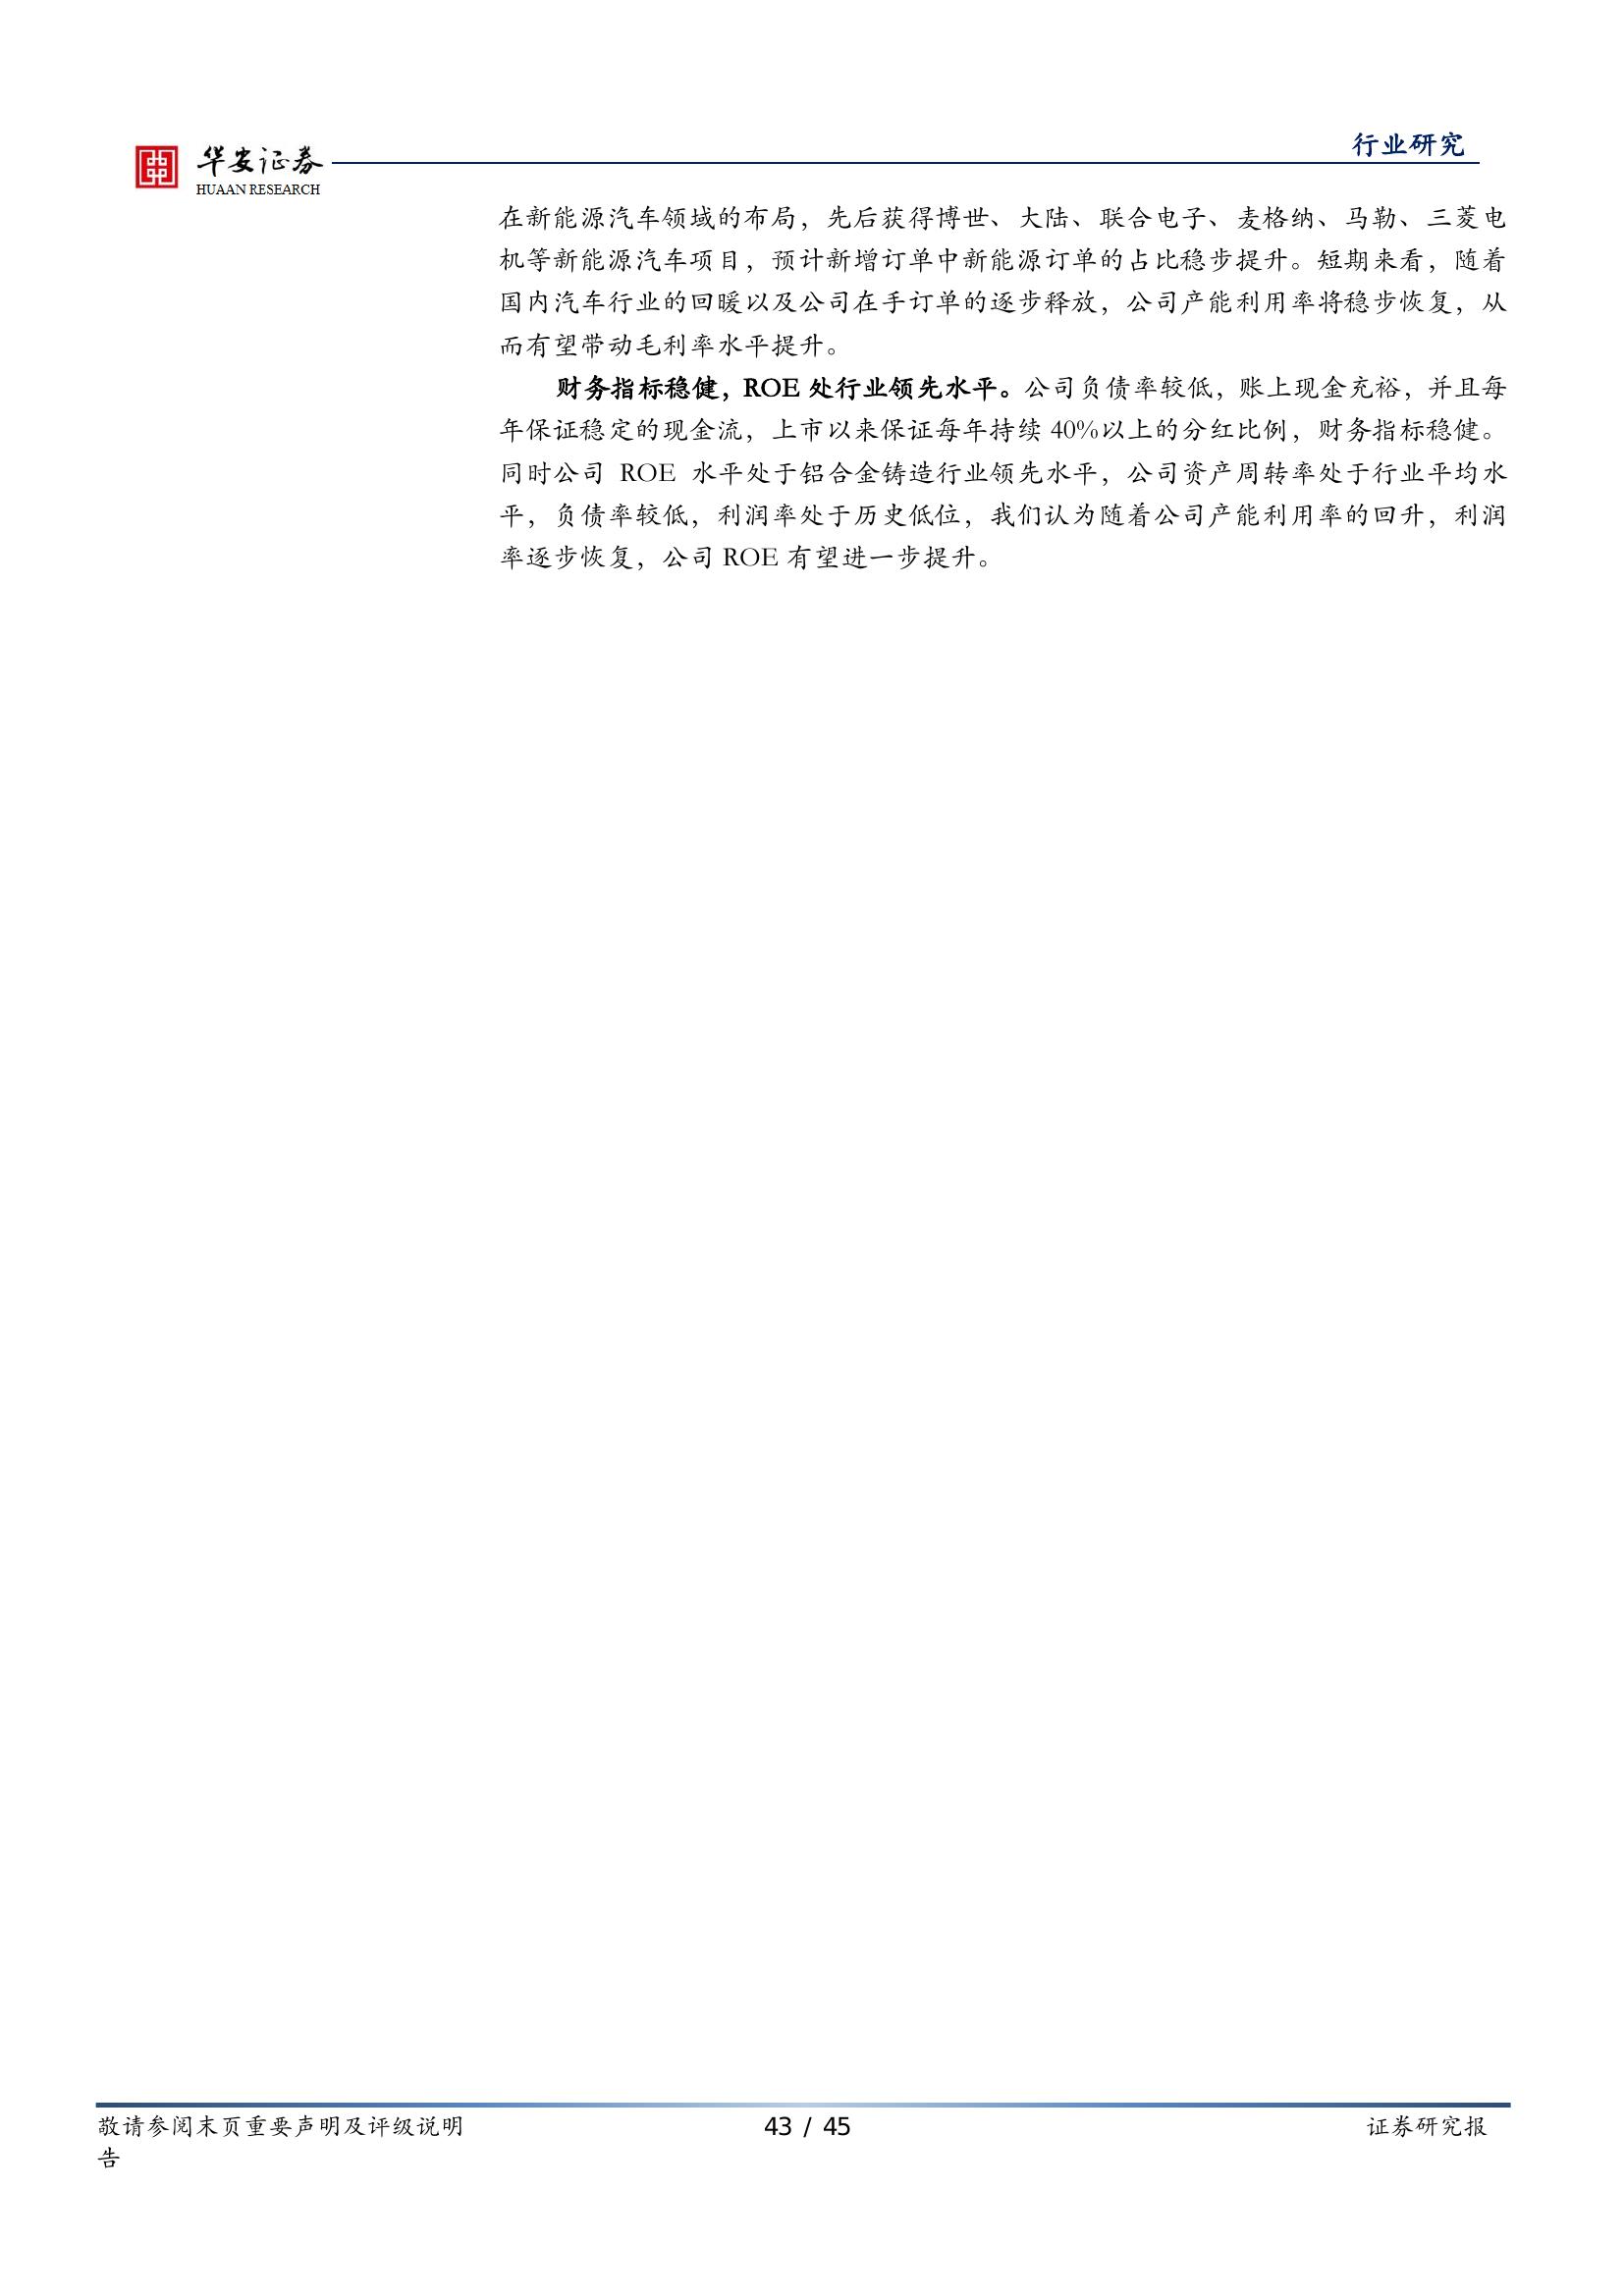 华安证券
HUAAN RESEARCH
行业研究
在新能源汽车领域的布局，先后获得博世、大陆、联合电子、麦格纳、马勒、三菱电
机等新能源汽车项目，预计新增订单中新能源订单的占比稳步提升。短期来看，随着
国内汽车行业的回暖以及公司在手订单的逐步释放，公司产能利用率将稳步恢复，从
而有望带动毛利率水平提升。
财务指标稳健，ROE 处行业领先水平。公司负债率较低，账上现金充裕，并且每
年保证稳定的现金流，上市以来保证每年持续 40%以上的分红比例，财务指标稳健。
同时公司 ROE 水平处于铝合金铸造行业领先水平，公司资产周转率处于行业平均水
平，负债率较低，利润率处于历史低位，我们认为随着公司产能利用率的回升，利润
率逐步恢复，公司 ROE 有望进一步提升。
敬请参阅末页重要声明及评级说明 43 / 45 证券研究报
告